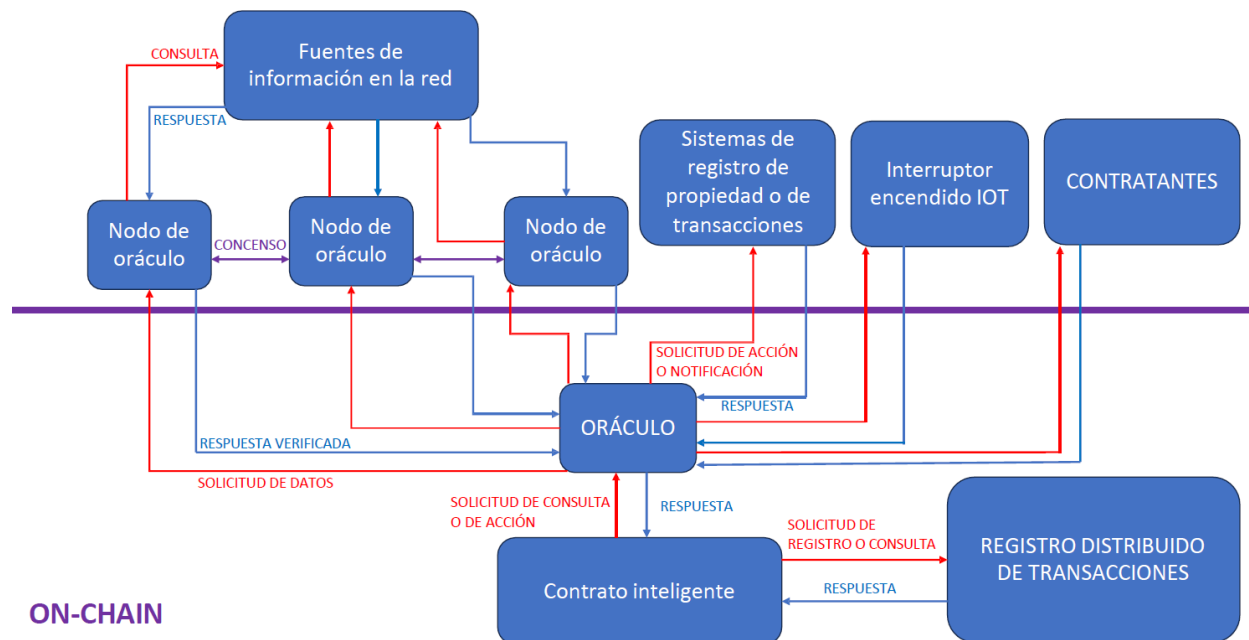 CONSULTA
Fuentes de
información en la red
RESPUESTA
Sistemas de
registro de
propiedad o de
transacciones
Interruptor
encendido IOT
CONTRATANTES
Nodo de
oráculo
CONCENSO
Nodo de
oráculo
Nodo de
oráculo
SOLICITUD DE ACCIÓN
O NOTIFICACIÓN
RESPUESTA
ORÁCULO
RESPUESTA VERIFICADA
SOLICITUD DE DATOS
SOLICITUD DE CONSULTA
O DE ACCIÓN
RESPUESTA
SOLICITUD DE
REGISTRO O CONSULTA
REGISTRO DISTRIBUIDO
DE TRANSACCIONES
Contrato inteligente
RESPUESTA
ON-CHAIN